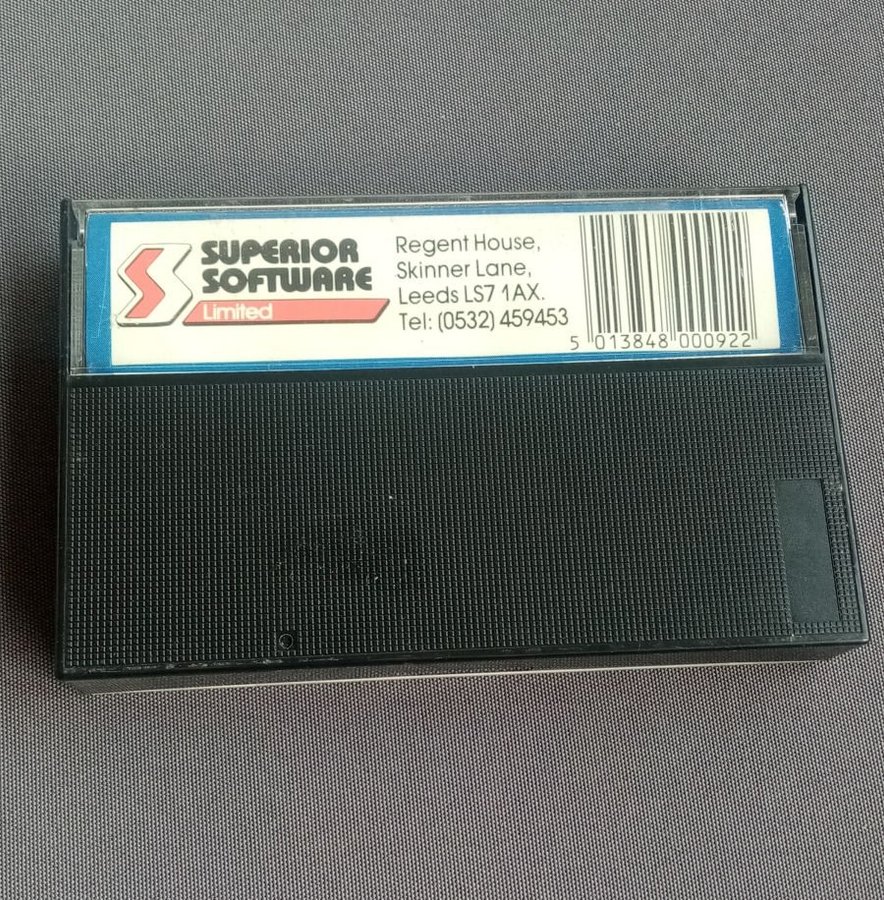 SUPERIOR
SOFTWARE
Limited
Regent House,
Skinner Lane,
Leeds LS7 1AX.
Tel: (0532) 459453
5 013848 000922